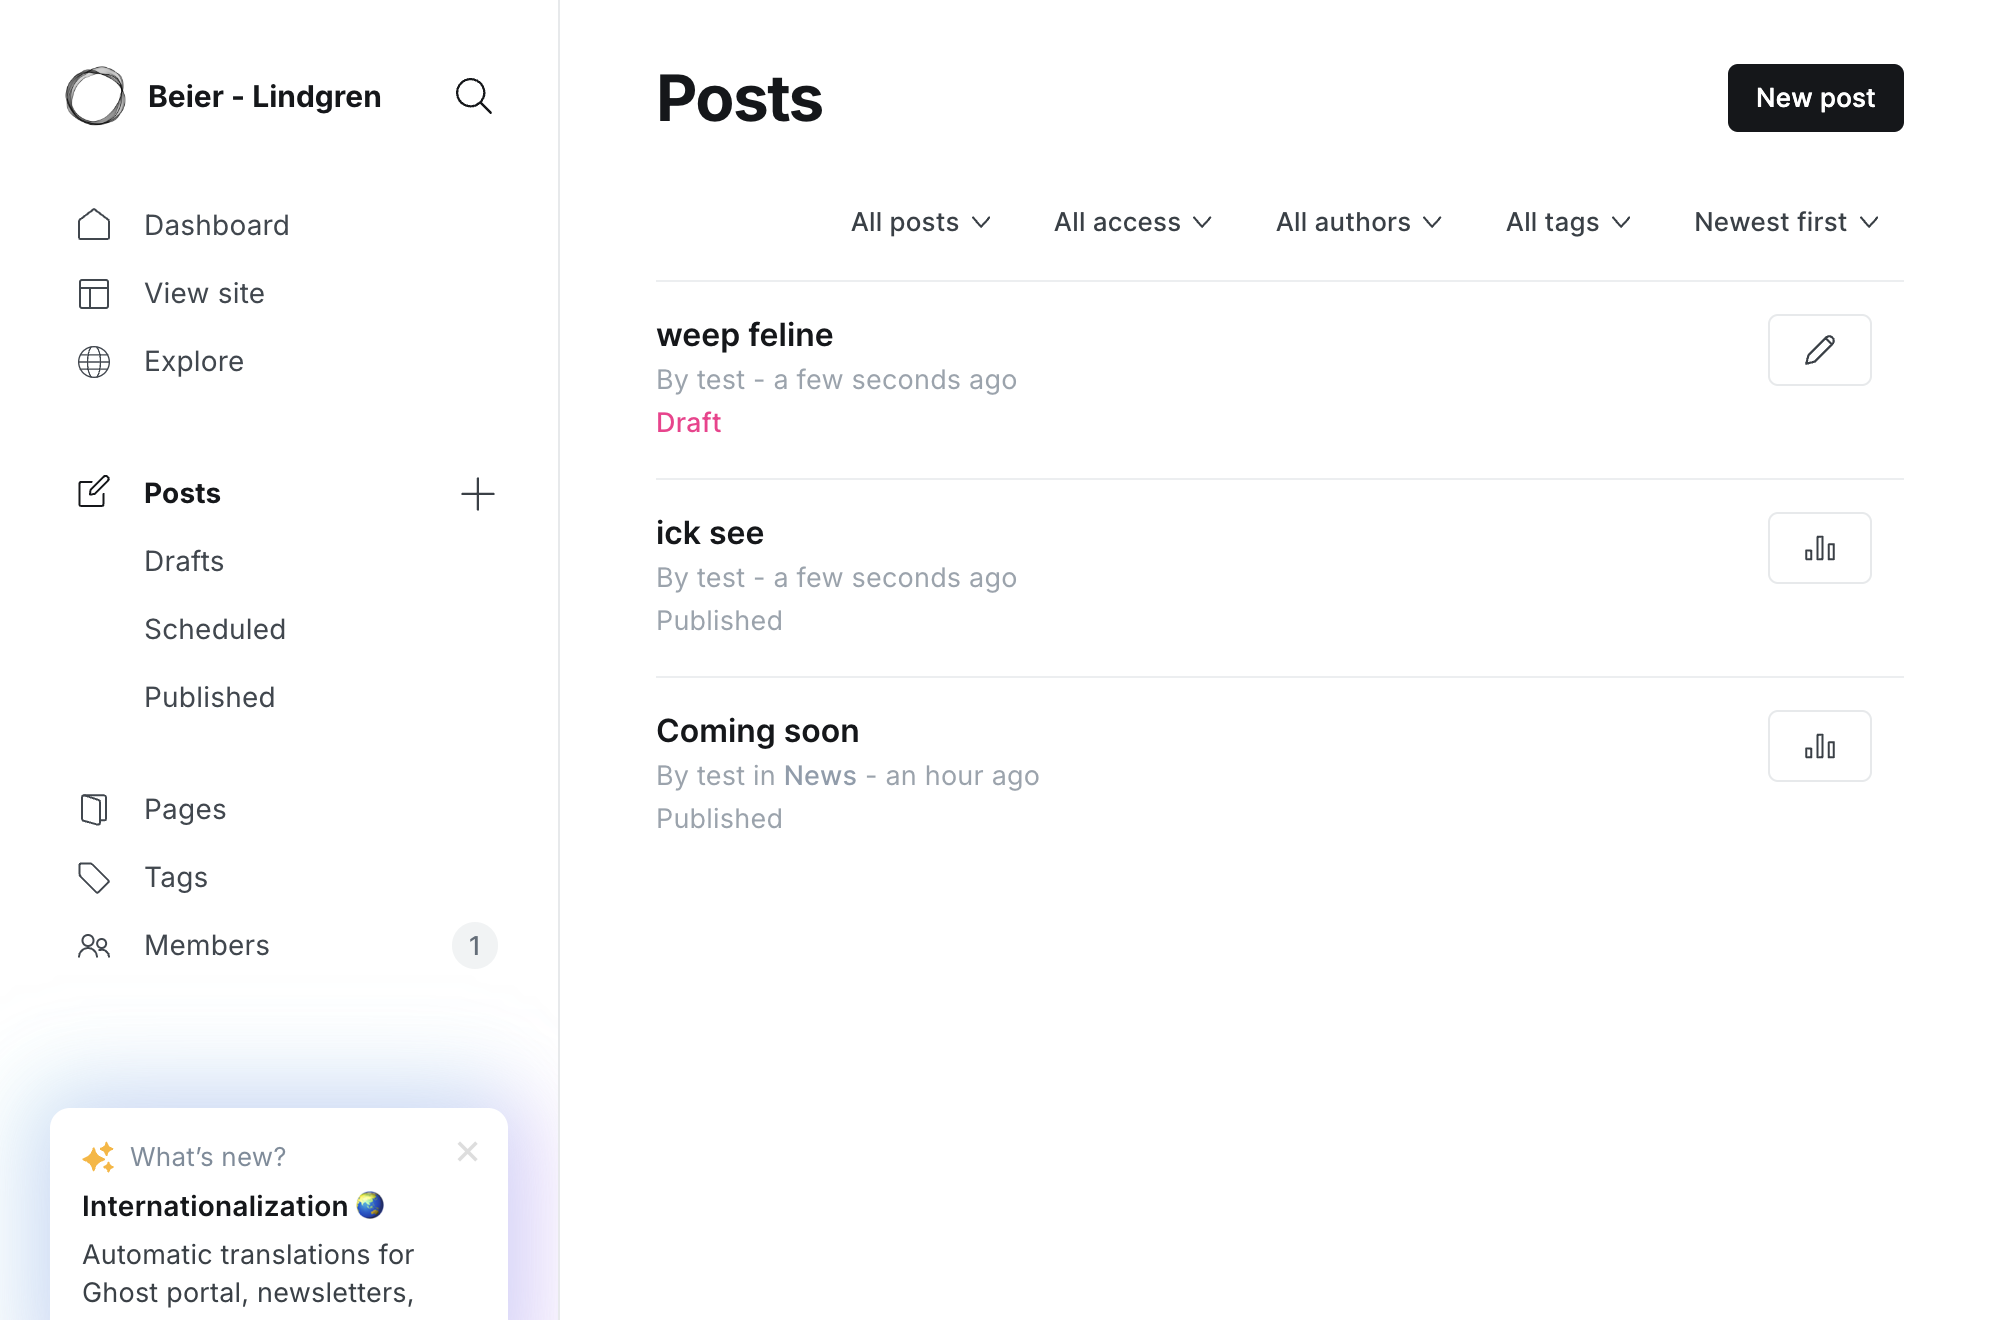 Beier - Lindgren
Dashboard
View site
Explore
Posts
Drafts
Scheduled
Published
Pages
Tags
Members 1
What’s new?
Internationalization 🌏
Automatic translations for
Ghost portal, newsletters,
Posts
New post
All posts All access All authors All tags Newest first
weep feline
By test - a few seconds ago
Draft
ick see
By test - a few seconds ago
Published
Coming soon
By test in News - an hour ago
Published